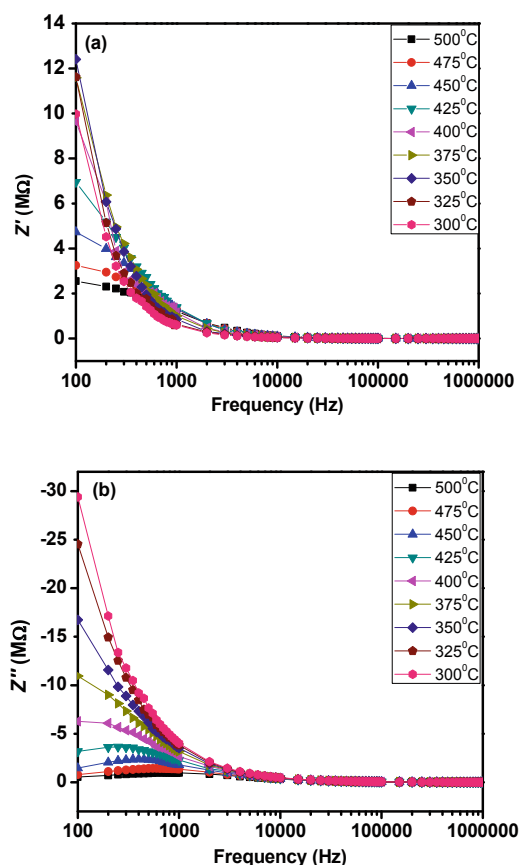 (a)
14
12
10
8
6
4
2
0
Z' (MΩ)
500⁰C
475⁰C
450⁰C
425⁰C
400⁰C
375⁰C
350⁰C
325⁰C
300⁰C
100 1000 10000 100000 1000000
Frequency (Hz)
(b)
-30
-25
-20
-15
-10
-5
0
Z'' (MΩ)
500⁰C
475⁰C
450⁰C
425⁰C
400⁰C
375⁰C
350⁰C
325⁰C
300⁰C
100 1000 10000 100000 1000000
Frequency (Hz)